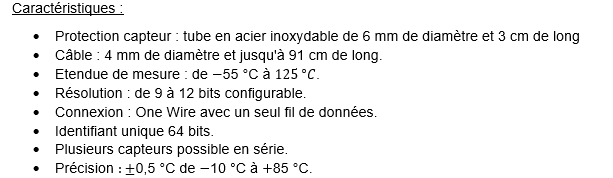 Caractéristiques :
• Protection capteur : tube en acier inoxydable de 6 mm de diamètre et 3 cm de long
• Câble : 4 mm de diamètre et jusqu'à 91 cm de long.
• Etendue de mesure : de −55 °C à 125 °C.
• Résolution : de 9 à 12 bits configurable.
• Connexion : One Wire avec un seul fil de données.
• Identifiant unique 64 bits.
• Plusieurs capteurs possible en série.
• Précision : ±0,5 °C de −10 °C à +85 °C.